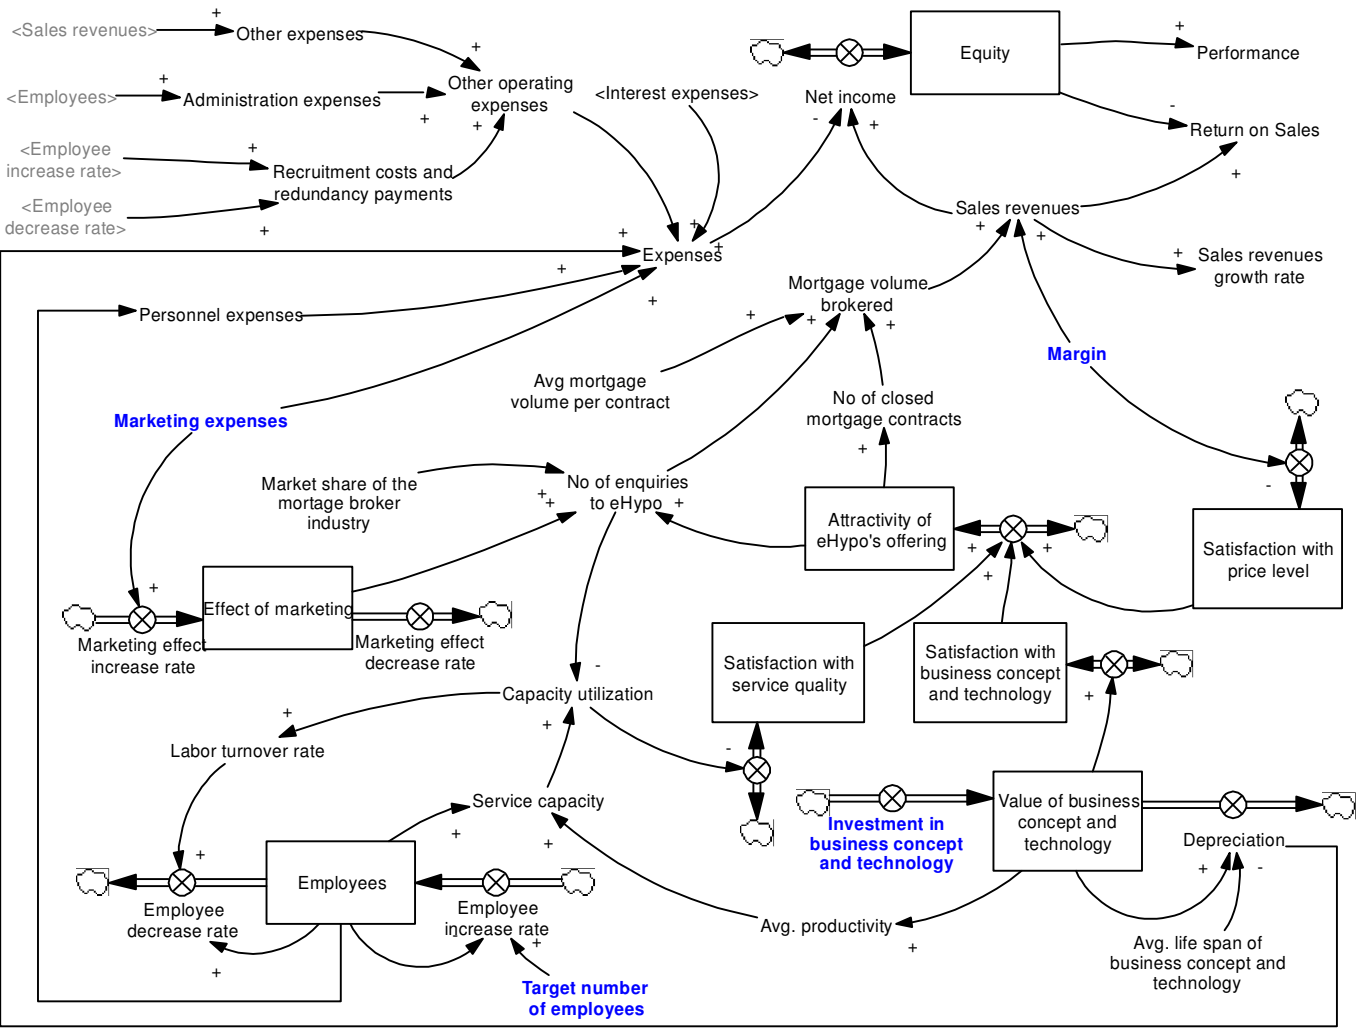 <Sales revenues>
+
Other expenses
+
<Employees>
+
Administration expenses
+
Other operating
expenses
+
<Employee
increase rate>
+
Recruitment costs and
redundancy payments
<Employee
decrease rate>
+
<Interest expenses>
Net income
-
+
Equity
+
Performance
-
Return on Sales
+
Sales revenues
+
+
+
Sales revenues
growth rate
+
+
+
Expenses
+
+
Personnel expenses
Mortgage volume
brokered
+
+
+
Margin
Marketing expenses
Avg mortgage
volume per contract
No of closed
mortgage contracts
+
Market share of the
mortage broker
industry
No of enquiries
to eHypo
+
+
+
Attractivity of
eHypo's offering
+
+
+
-
Satisfaction with
price level
+
Effect of marketing
Marketing effect
increase rate
Marketing effect
decrease rate
Satisfaction with
service quality
Satisfaction with
business concept
and technology
+
-
Capacity utilization
+
+
-
Labor turnover rate
Service capacity
+
+
+
Investment in
business concept
and technology
Value of business
concept and
technology
Depreciation
+
-
Employees
Employee
decrease rate
+
Employee
increase rate
+
Avg. productivity
+
Avg. life span of
business concept and
technology
Target number
of employees